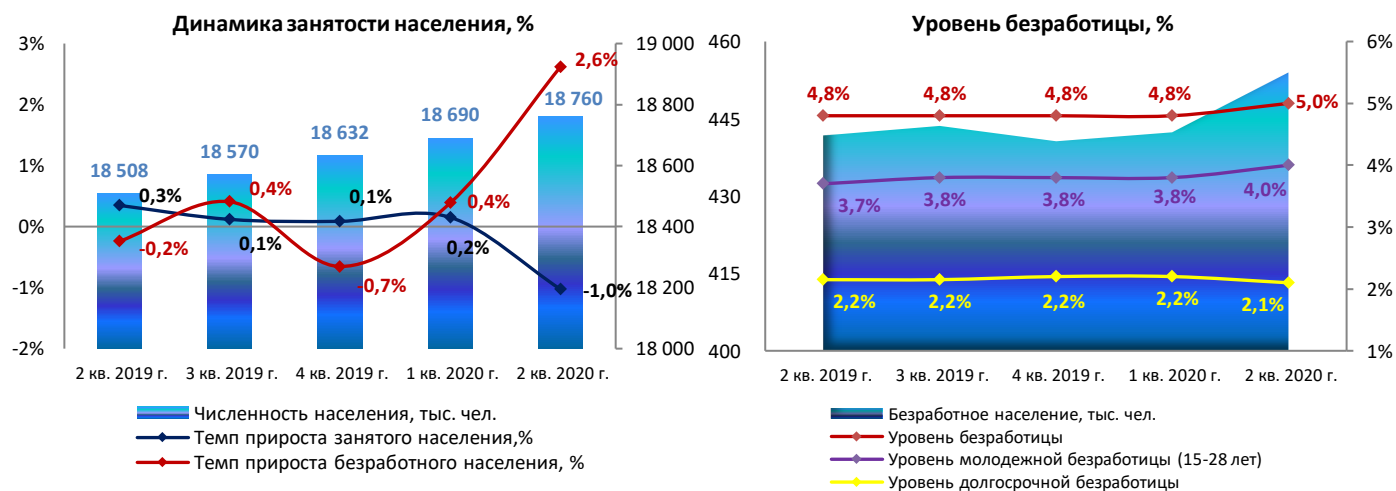 Динамика занятости населения, %
3%
2%
1%
0%
-1%
-2%
19 000
18 800
18 600
18 400
18 200
18 000
18 508
18 570
18 632
18 690
18 760
0,3%
0,1%
0,1%
0,2%
-1,0%
-0,2%
0,4%
-0,7%
0,4%
2,6%
2 кв. 2019 г.
3 кв. 2019 г.
4 кв. 2019 г.
1 кв. 2020 г.
2 кв. 2020 г.
Численность населения, тыс. чел.
Темп прироста занятого населения,%
Темп прироста безработного населения, %
Уровень безработицы, %
460
445
430
415
400
6%
5%
4%
3%
2%
1%
4,8%
4,8%
4,8%
4,8%
5,0%
3,7%
3,8%
3,8%
3,8%
4,0%
2,2%
2,2%
2,2%
2,2%
2,1%
2 кв. 2019 г.
3 кв. 2019 г.
4 кв. 2019 г.
1 кв. 2020 г.
2 кв. 2020 г.
Безработное население, тыс. чел.
Уровень безработицы
Уровень молодежной безработицы (15-28 лет)
Уровень долгосрочной безработицы